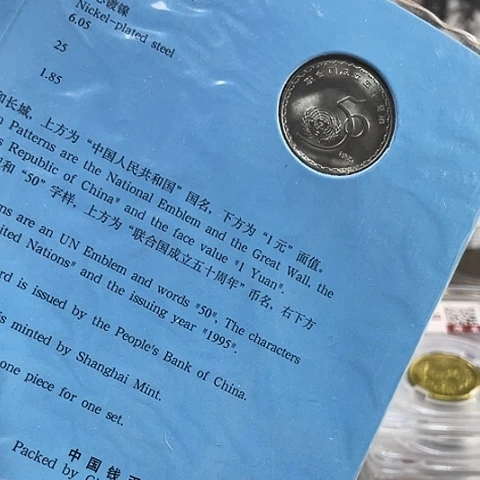 镀镍
Nickel-plated steel
6.05
25
1.85
和长城，上方为“中国人民共和国”国名，下方为“1元”面值。
Patterns are the National Emblem and the Great Wall, the
Republic of China" and the face value "1 Yuan".
和“50”字样，上方为“联合国成立五十周年”币名，右下方
are an UN Emblem and words "50". The characters
Nations" and the issuing year "1995".
is issued by the People's Bank of China.
minted by Shanghai Mint.
one piece for one set.
中国钱币
Packed by
50
1995